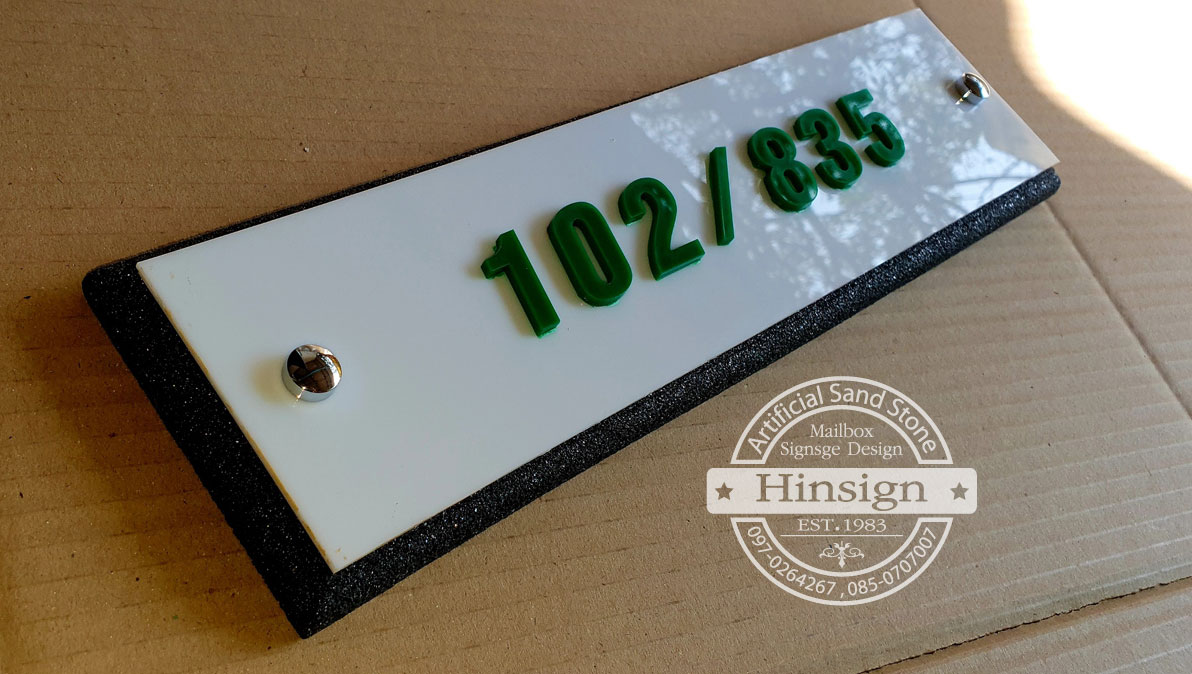 102/835
Artificial Sand Stone
Mailbox
Signsge Design
Hinsign
EST.1983
097-0264267 , 085-0707007